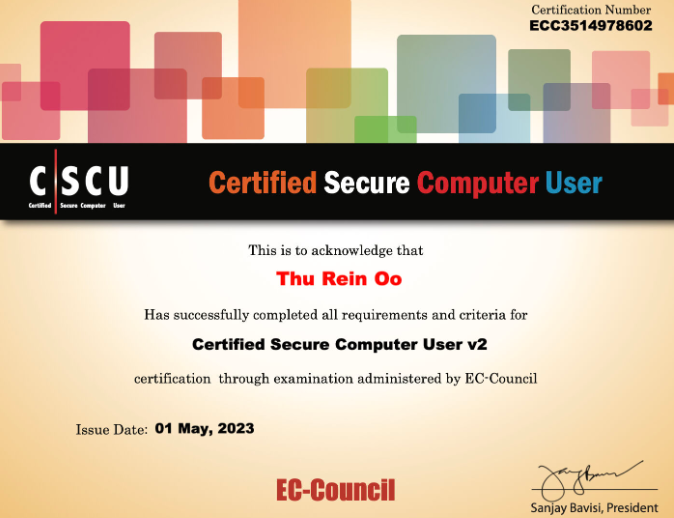 Certification Number
ECC3514978602
CSCU
Certified Secure Computer User
Certified Secure Computer User
This is to acknowledge that
Thu Rein Oo
Has successfully completed all requirements and criteria for
Certified Secure Computer User v2
certification through examination administered by EC-Council
Issue Date: 01 May, 2023
EC-Council
Sanjay Bavisi, President